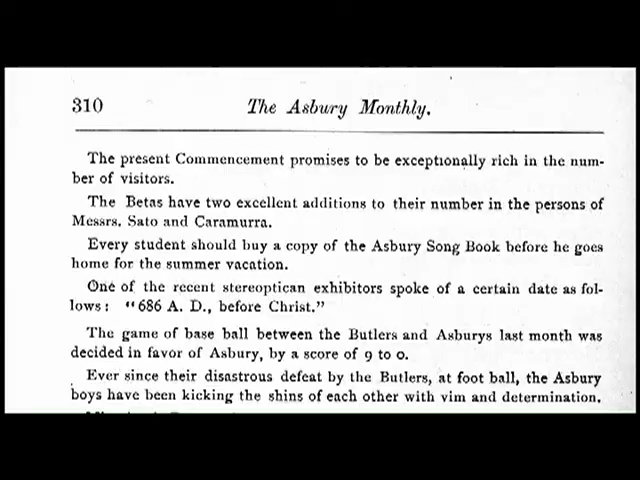 310 The Asbury Monthly.
The present Commencement promises to be exceptionally rich in the num-
ber of visitors.
The Betas have two excellent additions to their number in the persons of
Messrs. Sato and Caramurra.
Every student should buy a copy of the Asbury Song Book before he goes
home for the summer vacation.
One of the recent stereoptican exhibitors spoke of a certain date as fol-
lows: "686 A. D., before Christ."
The game of base ball between the Butlers and Asburys last month was
decided in favor of Asbury, by a score of 9 to 0.
Ever since their disastrous defeat by the Butlers, at foot ball, the Asbury
boys have been kicking the shins of each other with vim and determination.